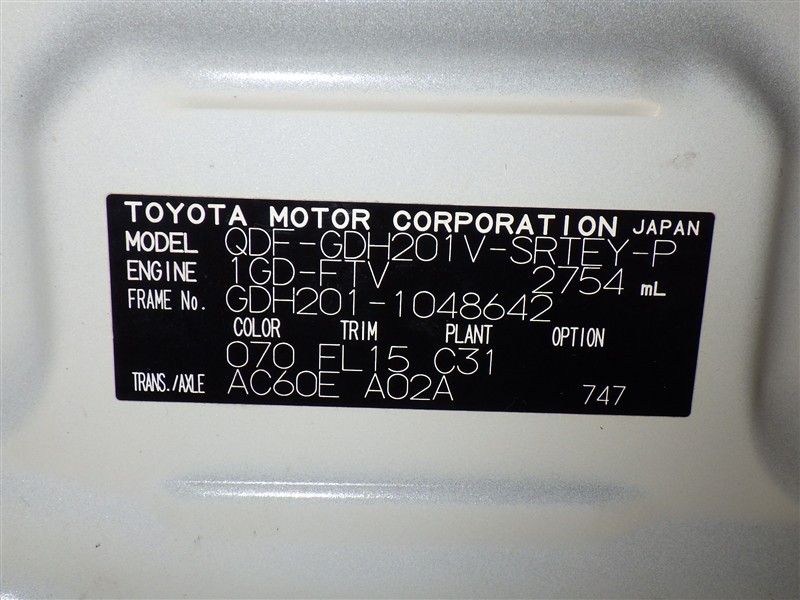 TOYOTA MOTOR CORPORATION JAPAN
MODEL QDF-GDH201V-SRTEY-P
ENGINE 1GD-FTV 2754 mL
FRAME No. GDH201-1048642
COLOR TRIM PLANT OPTION
070 FL15 C31
TRANS./AXLE AC60E A02A 747